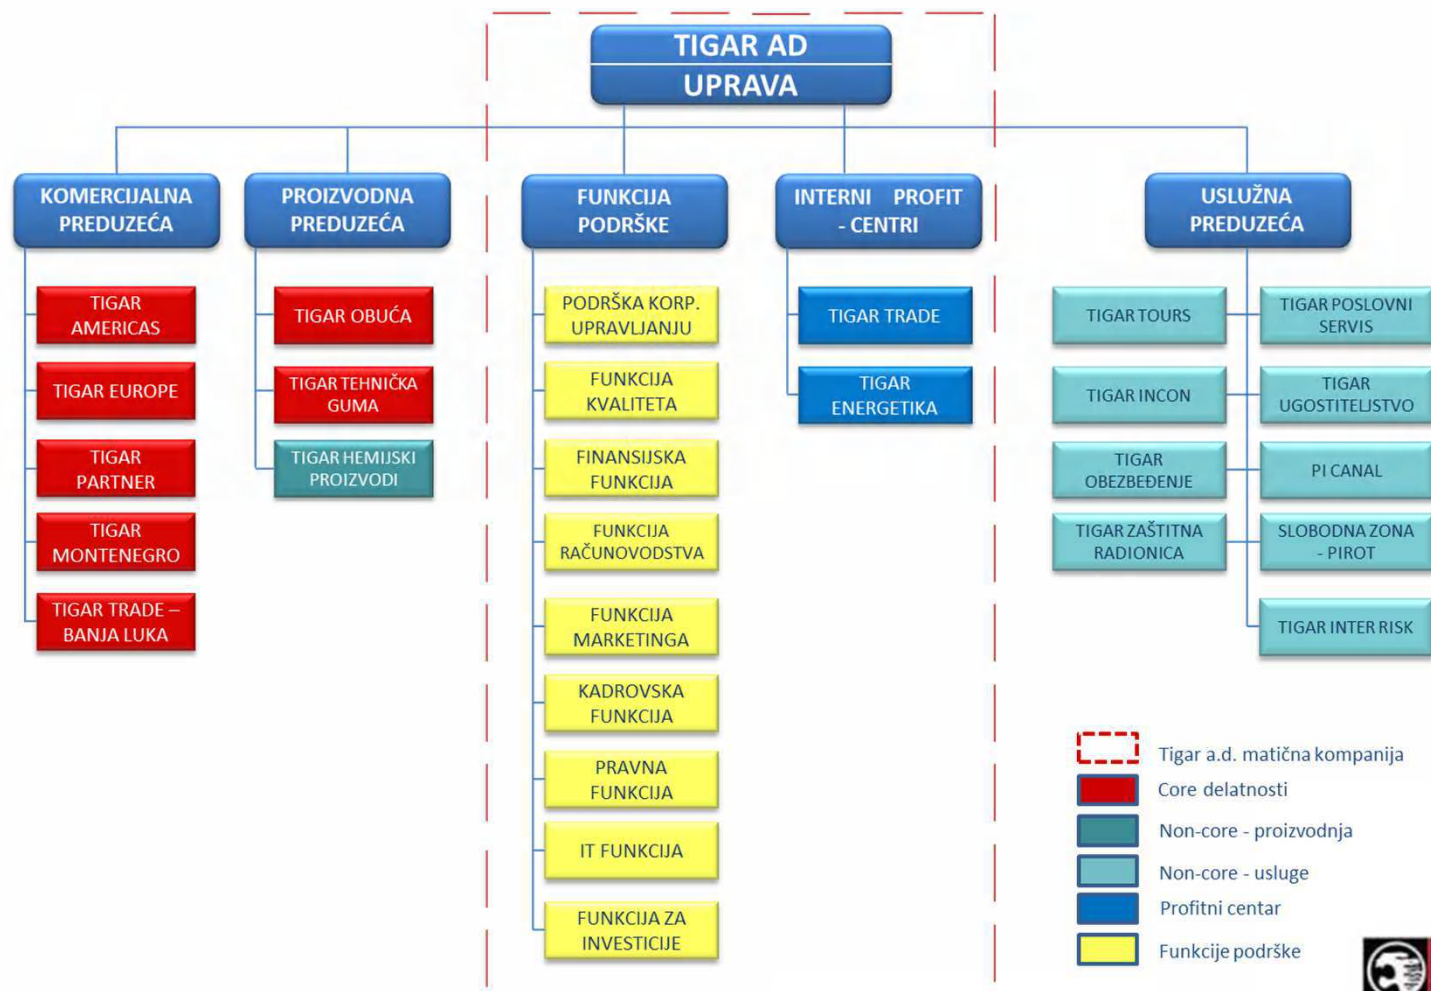 TIGAR AD
UPRAVA
KOMERCIJALNA
PREDUZEĆA
TIGAR
AMERICAS
TIGAR EUROPE
TIGAR
PARTNER
TIGAR
MONTENEGRO
TIGAR TRADE –
BANJA LUKA
PROIZVODNA
PREDUZEĆA
TIGAR OBUĆA
TIGAR TEHNIČKA
GUMA
TIGAR HEMIJSKI
PROIZVODI
FUNKCIJA
PODRŠKE
PODRŠKA KORP.
UPRAVLJANJU
FUNKCIJA
KVALITETA
FINANSIJSKA
FUNKCIJA
FUNKCIJA
RAČUNOVODSTVA
FUNKCIJA
MARKETINGA
KADROVSKA
FUNKCIJA
PRAVNA
FUNKCIJA
IT FUNKCIJA
FUNKCIJA ZA
INVESTICIJE
INTERNI PROFIT
- CENTRI
TIGAR TRADE
TIGAR
ENERGETIKA
USLUŽNA
PREDUZEĆA
TIGAR TOURS
TIGAR INCON
TIGAR
OBEZBEĐENJE
TIGAR ZAŠTITNA
RADIONICA
TIGAR POSLOVNI
SERVIS
TIGAR
UGOSTITELJSTVO
PI CANAL
SLOBODNA ZONA
- PIROT
TIGAR INTER RISK
Tigar a.d. matična kompanija
Core delatnosti
Non-core - proizvodnja
Non-core - usluge
Profitni centar
Funkcije podrške